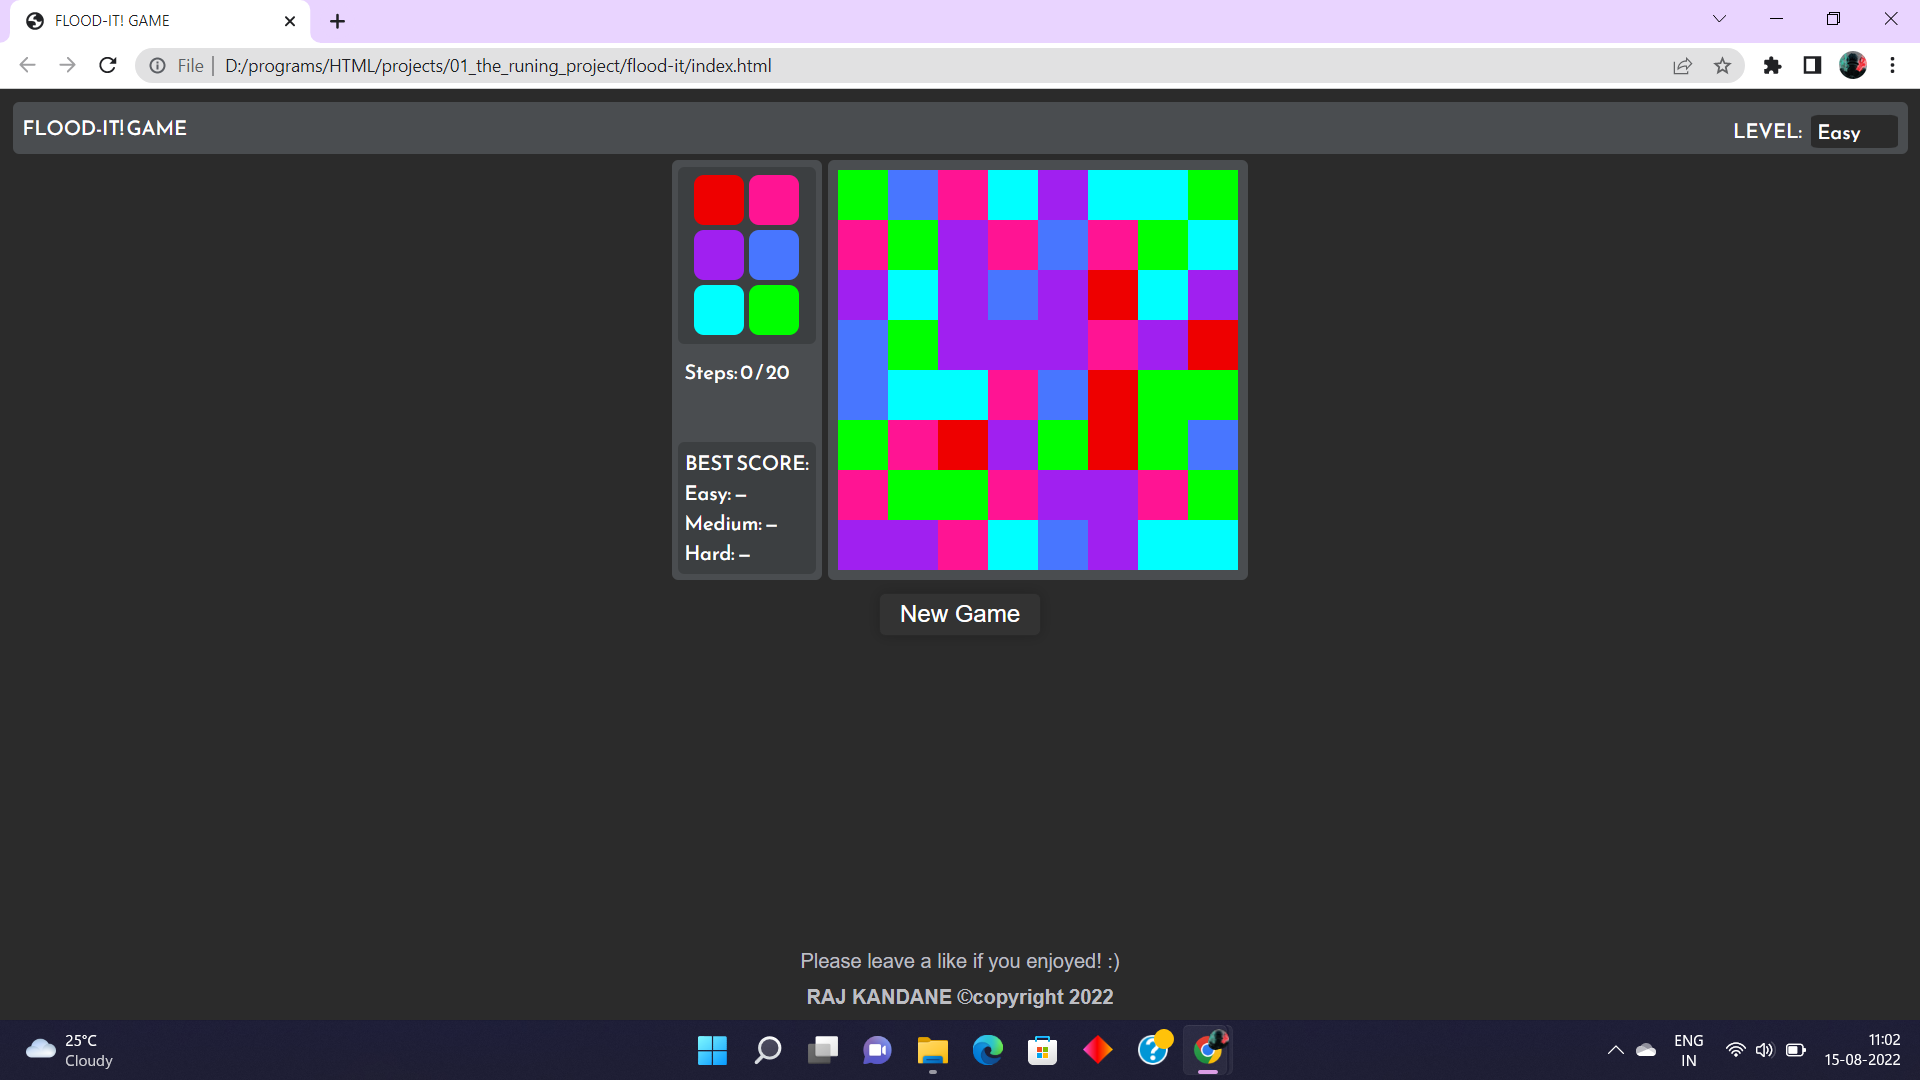 FLOOD-IT! GAME
File | D:/programs/HTML/projects/01_the_runing_project/flood-it/index.html
FLOOD-IT! GAME
LEVEL: Easy
Steps: 0 / 20
BEST SCORE:
Easy: –
Medium: –
Hard: –
New Game
Please leave a like if you enjoyed! :)
RAJ KANDANE ©copyright 2022
25°C
Cloudy
ENG
IN
11:02
15-08-2022